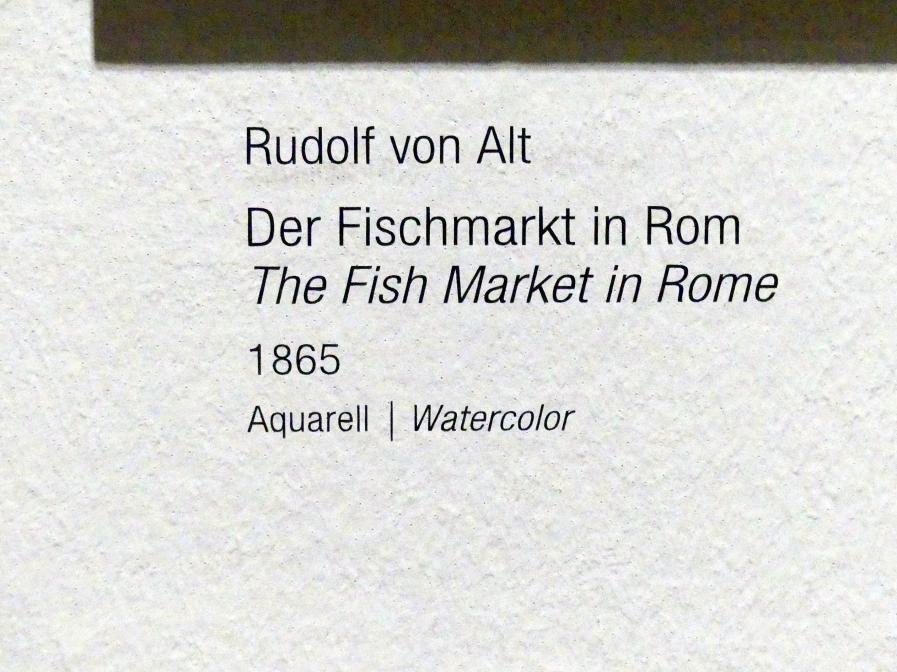 Rudolf von Alt
Der Fischmarkt in Rom
The Fish Market in Rome
1865
Aquarell | Watercolor